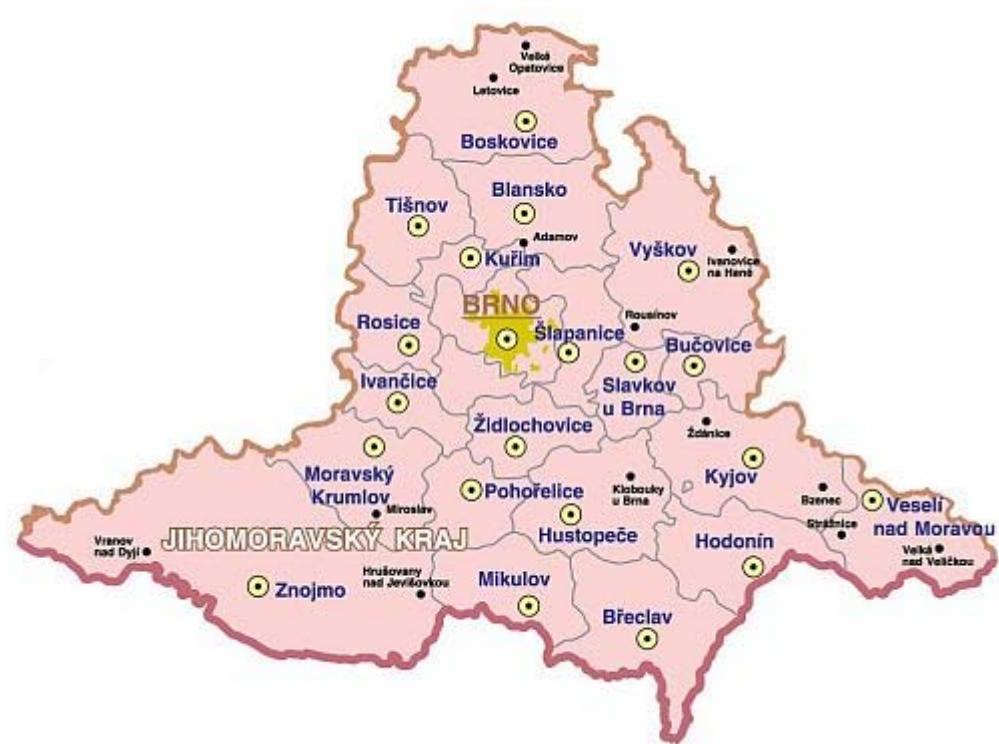 Velké
Opatovice
Letovice
Boskovice
Blansko
Tišnov
Adamov
Vyškov
Ivanovice
na Hané
Kuřim
BRNO
Rousínov
Rosice
Šlapanice
Bučovice
Ivančice
Slavkov
u Brna
Židlochovice
Ždánice
Moravský
Krumlov
Kyjov
Pohořelice
Klobouky
u Brna
Bzenec
Veselí
nad Moravou
Miroslav
Hustopeče
Strážnice
JIHOMORAVSKÝ KRAJ
Hodonín
Vranov
nad Dyjí
Velká
nad Veličkou
Hrušovany
nad Jevišovkou
Znojmo
Mikulov
Břeclav